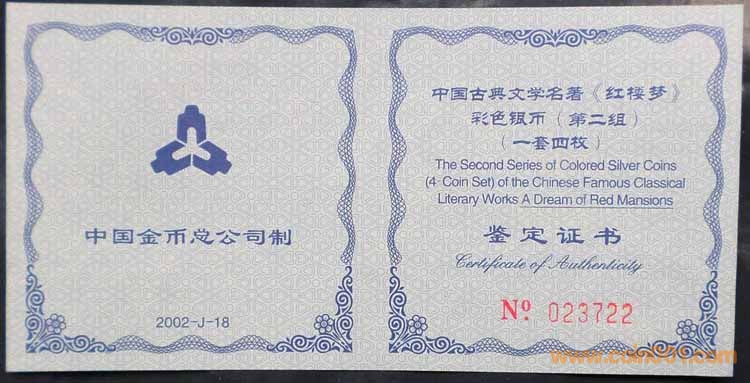 中国金币总公司制
2002-J-18
中国古典文学名著《红楼梦》
彩色银币（第二组）
（一套四枚）
The Second Series of Colored Silver Coins
(4-Coin Set) of the Chinese Famous Classical
Literary Works A Dream of Red Mansions
鉴定证书
Certificate of Authenticity
Nº 023722
www.coin001.com